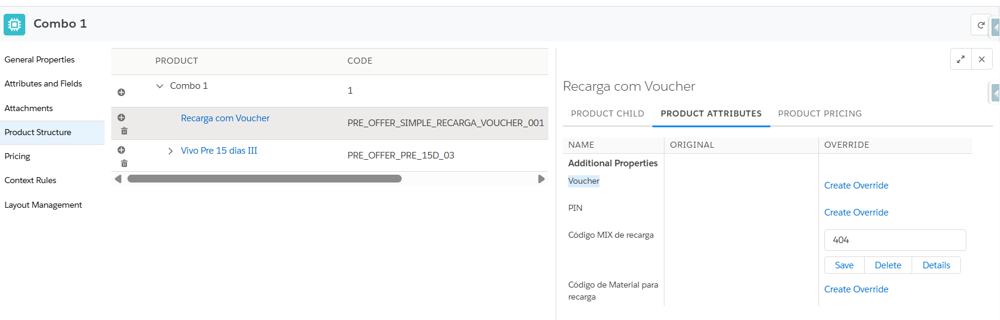 Combo 1
General Properties
Attributes and Fields
Attachments
Product Structure
Pricing
Context Rules
Layout Management
PRODUCT CODE
Combo 1 1
Recarga com Voucher PRE_OFFER_SIMPLE_RECARGA_VOUCHER_001
Vivo Pre 15 dias III PRE_OFFER_PRE_15D_03
Recarga com Voucher
PRODUCT CHILD PRODUCT ATTRIBUTES PRODUCT PRICING
NAME ORIGINAL OVERRIDE
Additional Properties
Voucher Create Override
PIN Create Override
Código MIX de recarga 404
Save Delete Details
Código de Material para Create Override
recarga